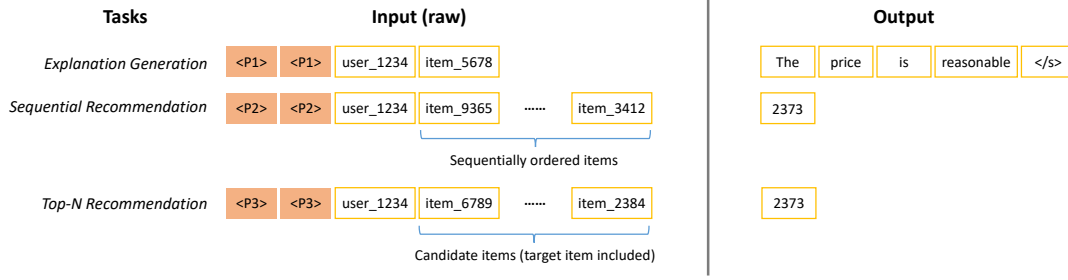 Tasks Input (raw) Output
Explanation Generation <P1> <P1> user_1234 item_5678 The price is reasonable </s>
Sequential Recommendation <P2> <P2> user_1234 item_9365 ...... item_3412 2373
Sequentially ordered items
Top-N Recommendation <P3> <P3> user_1234 item_6789 ...... item_2384 2373
Candidate items (target item included)